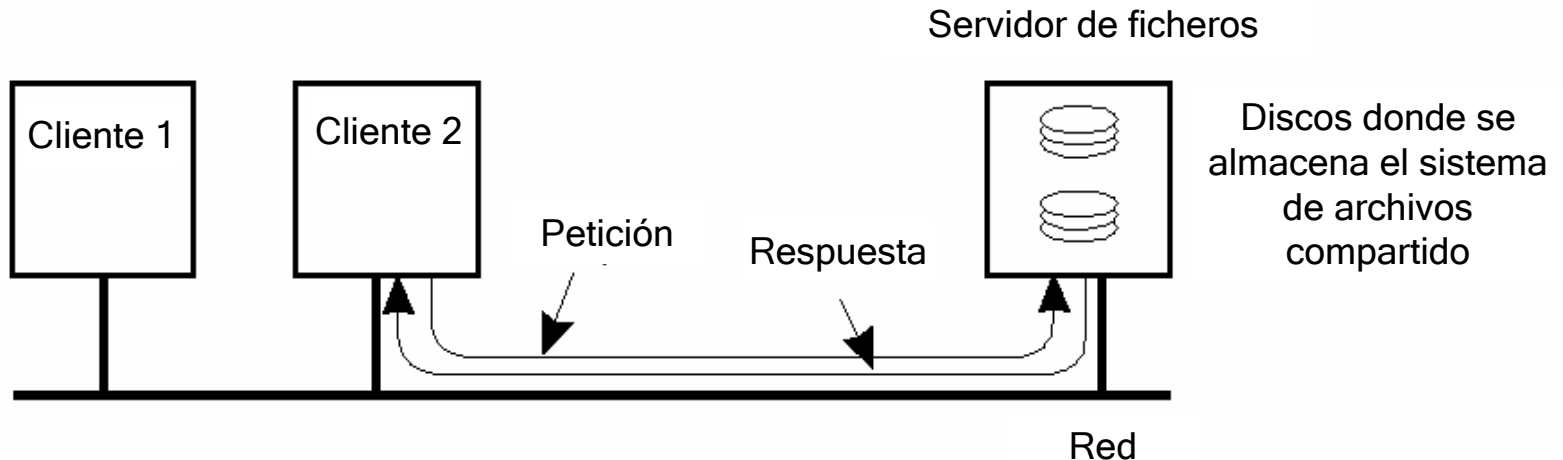 Servidor de ficheros
Cliente 1
Cliente 2
Discos donde se
almacena el sistema
de archivos
compartido
Petición
Respuesta
Red